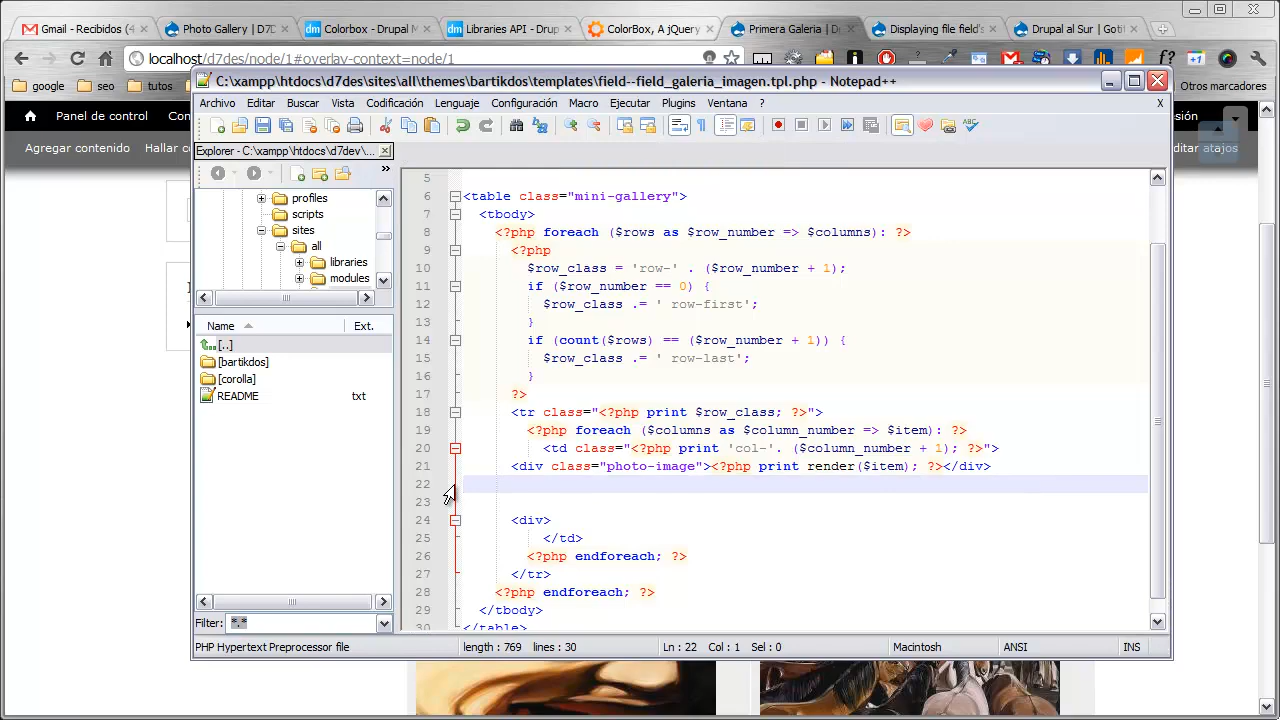 Gmail - Recibidos (4
Photo Gallery | D7D
Colorbox - Drupal M
Libraries API - Dru
ColorBox, A jQuery
Primera Galeria | D
Displaying file field's
Drupal al Sur | Goti
localhost/d7des/node/1#overlay-context=node/1
google
seo
tutos
Otros marcadores
Panel de control
Con
sión
Agregar contenido
Hallar co
ditar atajos
C:\xampp\htdocs\d7des\sites\all\themes\bartikdos\templates\field--field_galeria_imagen.tpl.php - Notepad++
Archivo Editar Buscar Vista Codificación Lenguaje Configuración Macro Ejecutar Plugins Ventana ? X
Explorer - C:\xampp\htdocs\d7dev\...
profiles
scripts
sites
all
libraries
modules
Name Ext.
[..]
[bartikdos]
[corolla]
README txt
Filter: *.*
5
6 <table class="mini-gallery">
7 <tbody>
8 <?php foreach ($rows as $row_number => $columns): ?>
9 <?php
10 $row_class = 'row-' . ($row_number + 1);
11 if ($row_number == 0) {
12 $row_class .= ' row-first';
13 }
14 if (count($rows) == ($row_number + 1)) {
15 $row_class .= ' row-last';
16 }
17 ?>
18 <tr class="<?php print $row_class; ?>">
19 <?php foreach ($columns as $column_number => $item): ?>
20 <td class="<?php print 'col-'. ($column_number + 1); ?>">
21 <div class="photo-image"><?php print render($item); ?></div>
22
23
24 <div>
25 </td>
26 <?php endforeach; ?>
27 </tr>
28 <?php endforeach; ?>
29 </tbody>
30 </table>
PHP Hypertext Preprocessor file length : 769 lines : 30 Ln : 22 Col : 1 Sel : 0 Macintosh ANSI INS